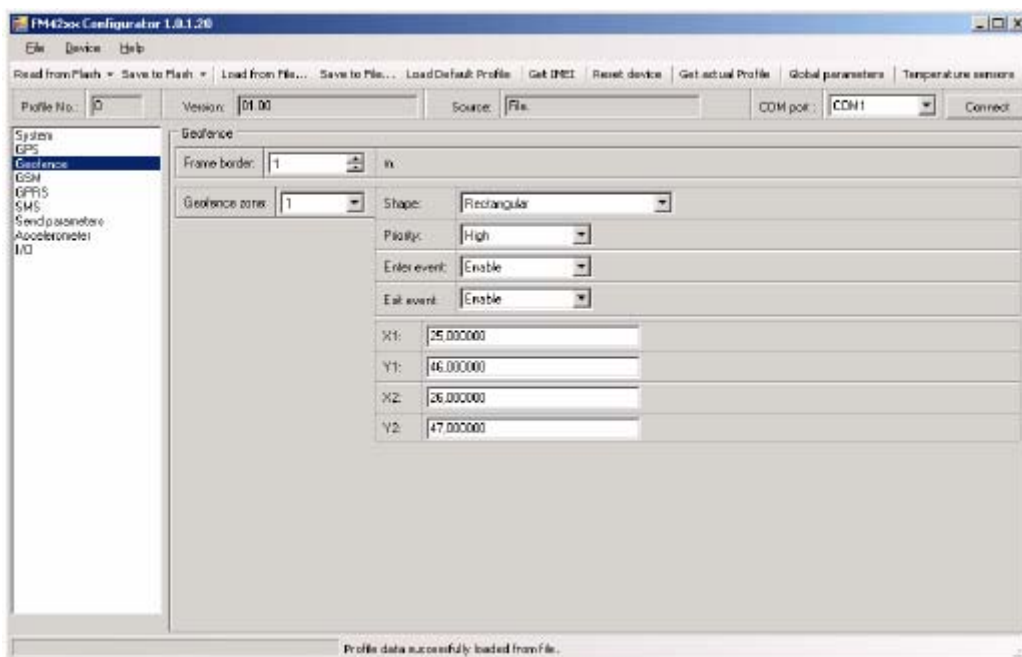 FM42xx Configurator 1.0.1.20
File Device Help
Read from Flash Save to Flash Load from File... Save to File... Load Default Profile Get IMEI Reset device Get actual Profile Global parameters Temperature sensors
Profile No.: 0 Version: 01.00 Source: File. COM port: COM1 Connect
System
GPS
Geofence
GSM
GPRS
SMS
Send parameters
Accelerometer
I/O
Geofence
Frame border: 1 m.
Geofence zone: 1 Shape: Rectangular
Priority: High
Enter event: Enable
Exit event: Enable
X1: 25,000000
Y1: 46,000000
X2: 26,000000
Y2: 47,000000
Profile data successfully loaded from file.